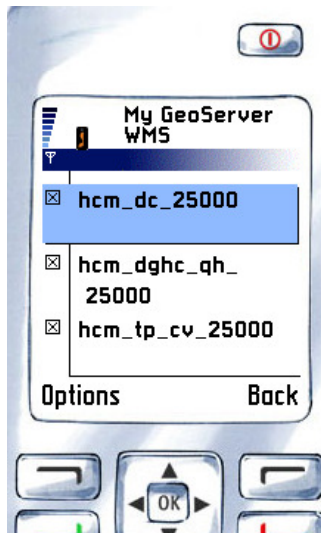 My GeoServer
WMS
hcm_dc_25000
hcm_dghc_qh_
25000
hcm_tp_cv_25000
Options
Back
OK